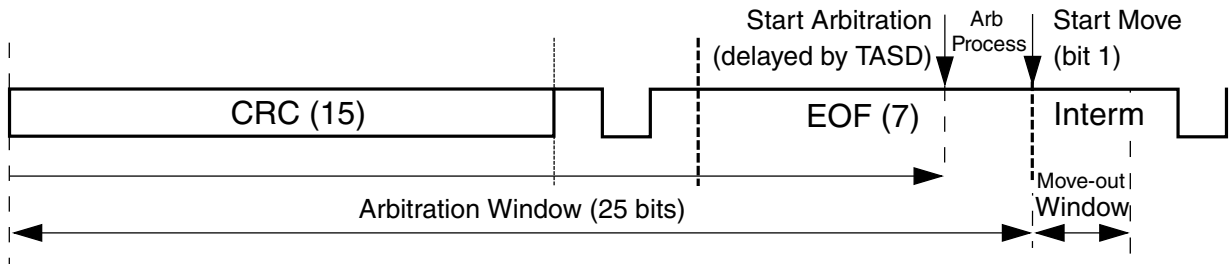 Start Arbitration
(delayed by TASD)
Arb
Process
Start Move
(bit 1)
CRC (15)
EOF (7)
Interm
Move-out
Window
Arbitration Window (25 bits)